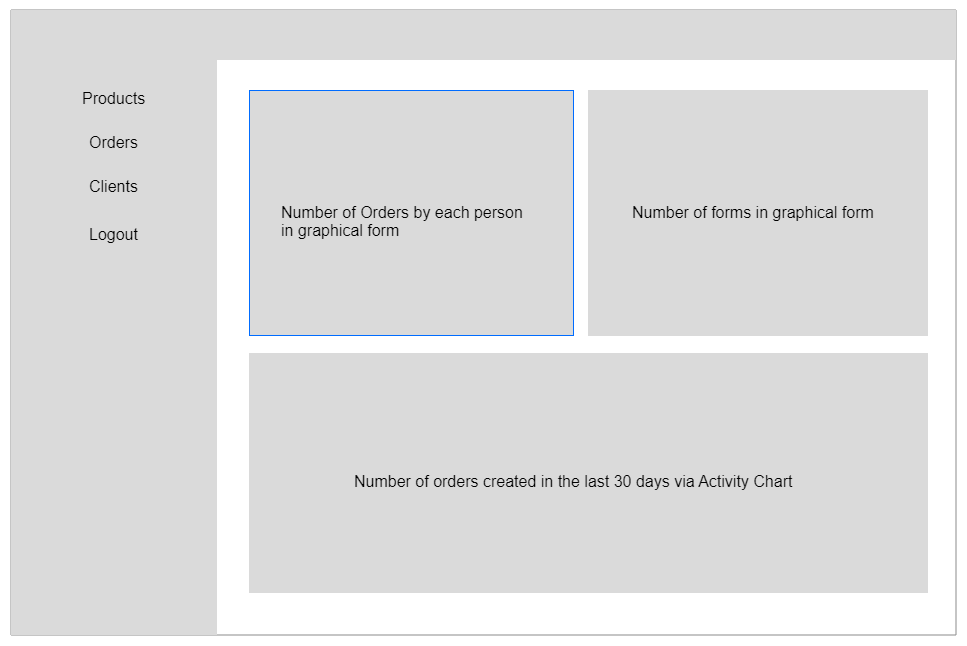 Products
Orders
Clients
Logout
Number of Orders by each person
in graphical form
Number of forms in graphical form
Number of orders created in the last 30 days via Activity Chart